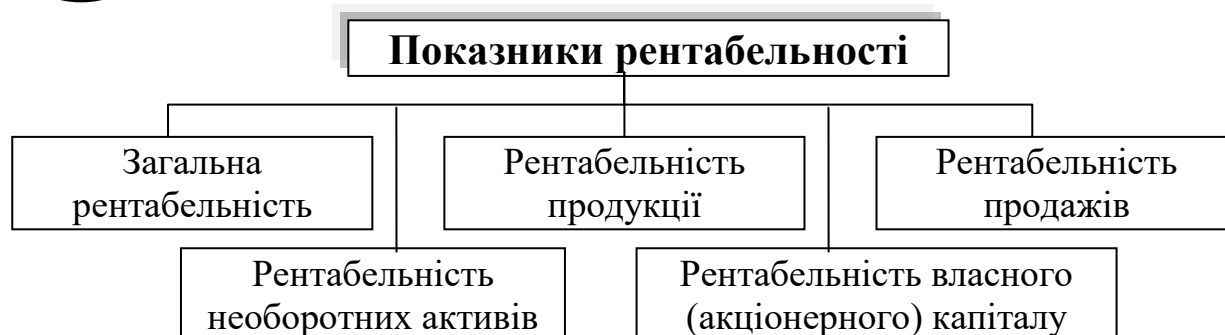 Показники рентабельності
Загальна
рентабельність
Рентабельність
продукції
Рентабельність
продажів
Рентабельність
необоротних активів
Рентабельність власного
(акціонерного) капіталу